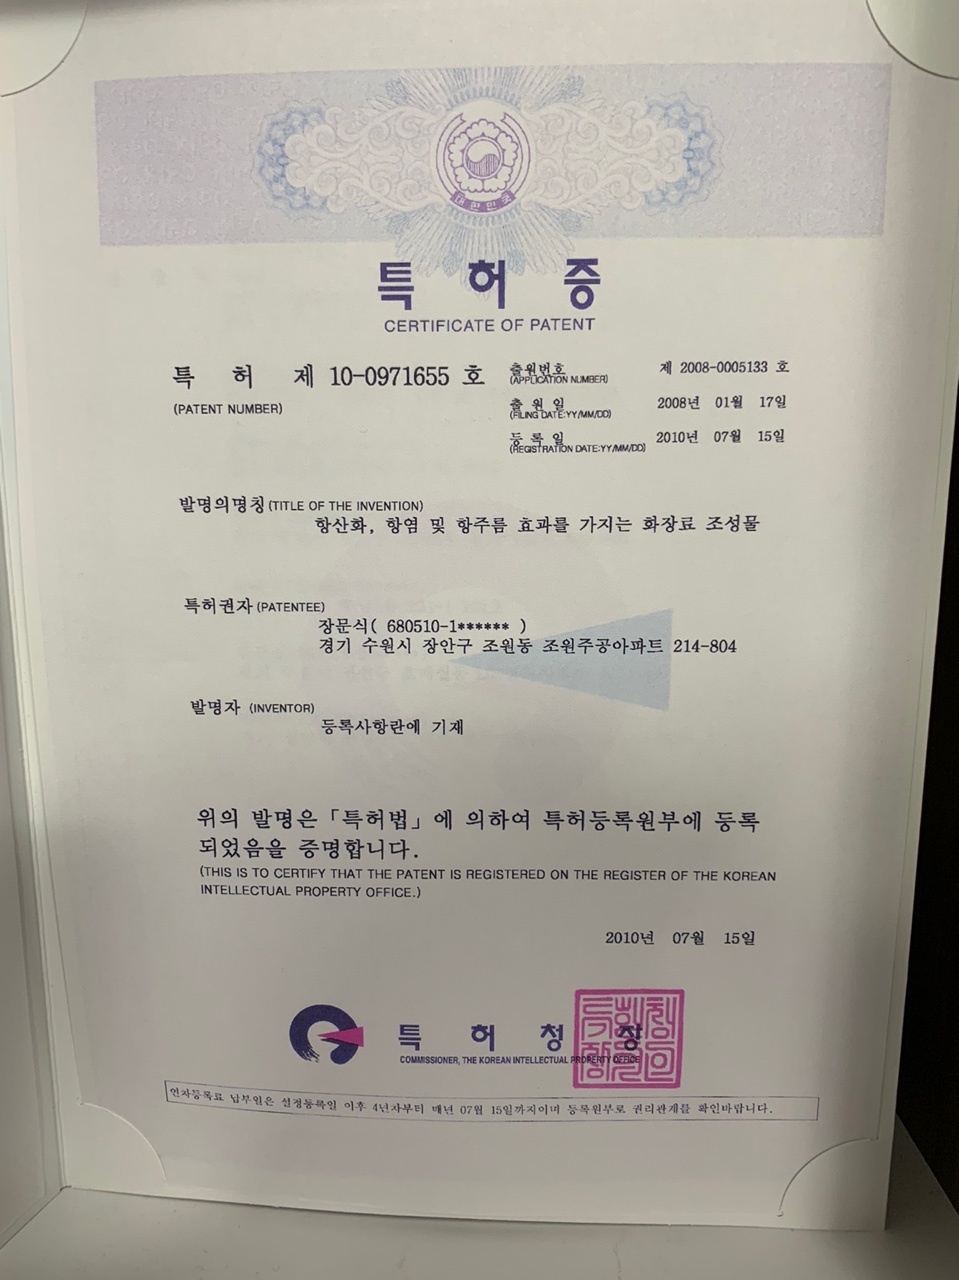 대한민국
특 허 증
CERTIFICATE OF PATENT
특 허 제 10-0971655 호
(PATENT NUMBER)
출원번호 제 2008-0005133 호
(APPLICATION NUMBER)
출 원 일 2008년 01월 17일
(FILING DATE:YY/MM/DD)
등 록 일 2010년 07월 15일
(REGISTRATION DATE:YY/MM/DD)
발명의명칭 (TITLE OF THE INVENTION)
항산화, 항염 및 항주름 효과를 가지는 화장료 조성물
특허권자 (PATENTEE)
장문식( 680510-1****** )
경기 수원시 장안구 조원동 조원주공아파트 214-804
발명자 (INVENTOR)
등록사항란에 기재
위의 발명은 「특허법」에 의하여 특허등록원부에 등록
되었음을 증명합니다.
(THIS IS TO CERTIFY THAT THE PATENT IS REGISTERED ON THE REGISTER OF THE KOREAN
INTELLECTUAL PROPERTY OFFICE.)
2010년 07월 15일
특 허 청 장
COMMISSIONER, THE KOREAN INTELLECTUAL PROPERTY OFFICE
연차등록료 납부일은 설정등록일 이후 4년차부터 매년 07월 15일까지이며 등록원부로 권리관계를 확인바랍니다.